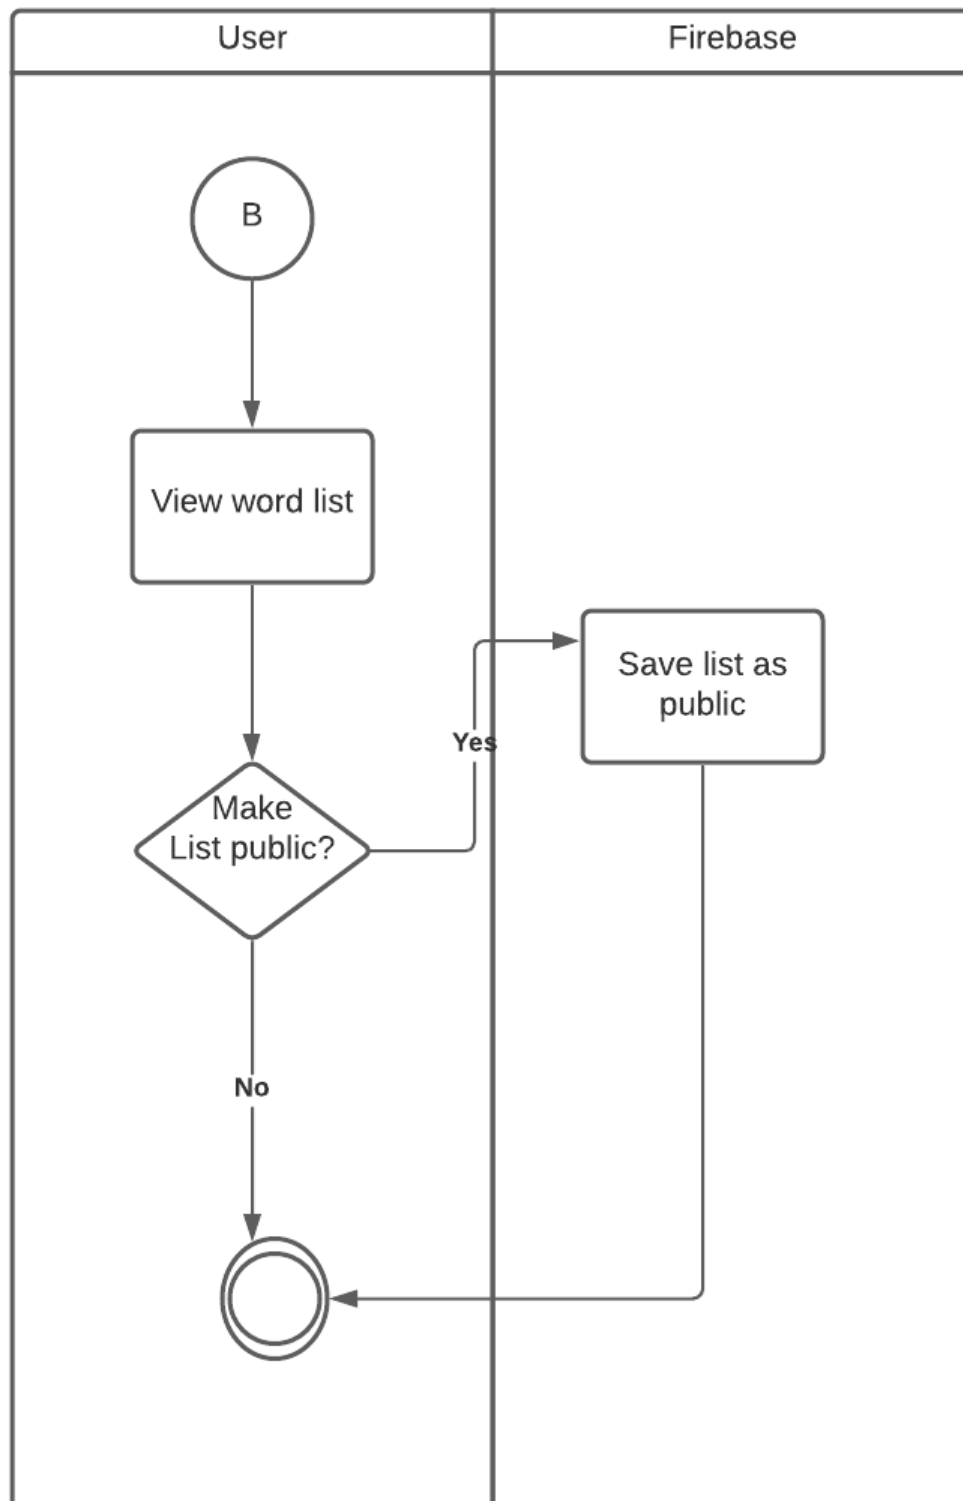 User
Firebase
B
View word list
Save list as
public
Yes
Make
List public?
No